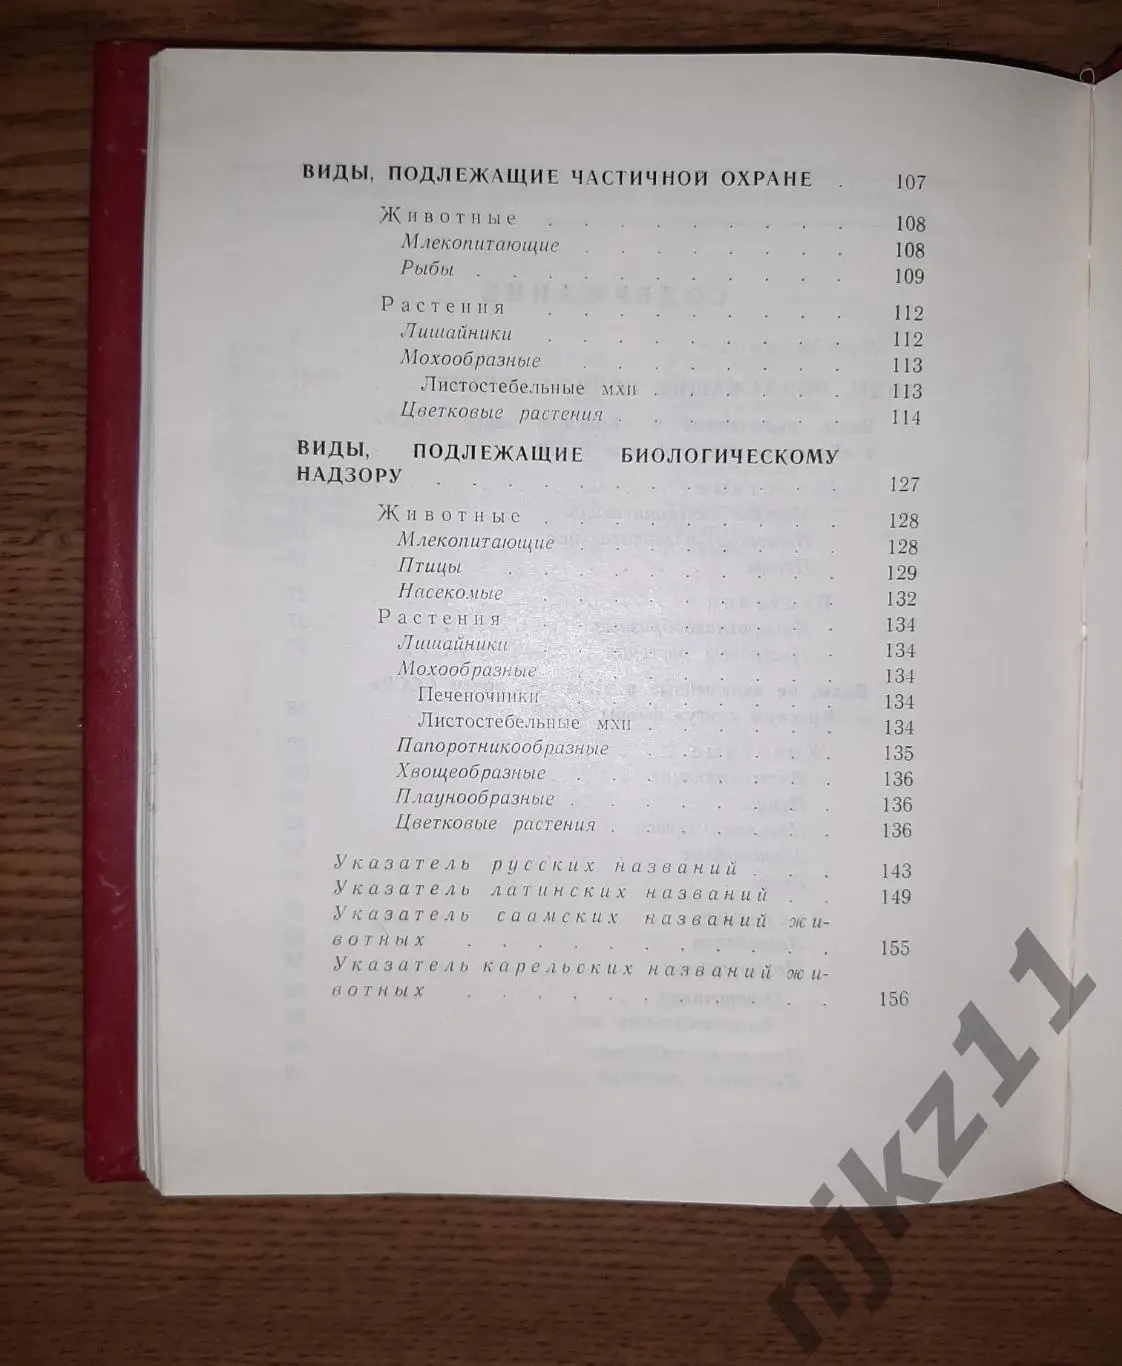 ВИДЫ, ПОДЛЕЖАЩИЕ ЧАСТИЧНОЙ ОХРАНЕ . 107
Животные . . . . . . . . 108
Млекопитающие . . . . . . . . 108
Рыбы . . . . . . . . . . 109
Растения . . . . . . . . 112
Лишайники . . . . . . . . 112
Мохообразные . . . . . . . . 113
Листостебельные мхи . . . . . . 113
Цветковые растения . . . . . . 114
ВИДЫ, ПОДЛЕЖАЩИЕ БИОЛОГИЧЕСКОМУ
НАДЗОРУ . . . . . . . . . . . 127
Животные . . . . . . . . 128
Млекопитающие . . . . . . . . 128
Птицы . . . . . . . . . 129
Насекомые . . . . . . . . 132
Растения . . . . . . . . 134
Лишайники . . . . . . . . 134
Мохообразные . . . . . . . . 134
Печеночники . . . . . . . . 134
Листостебельные мхи . . . . . . 134
Папоротникообразные . . . . . . 135
Хвощеобразные . . . . . . . 136
Плаунообразные . . . . . . . . 136
Цветковые растения . . . . . . 136
Указатель русских названий . . . 143
Указатель латинских названий . . 149
Указатель саамских названий жи-
вотных . . . . . . . . . . 155
Указатель карельских названий жи-
вотных . . . . . . . . . . 156
njkz11